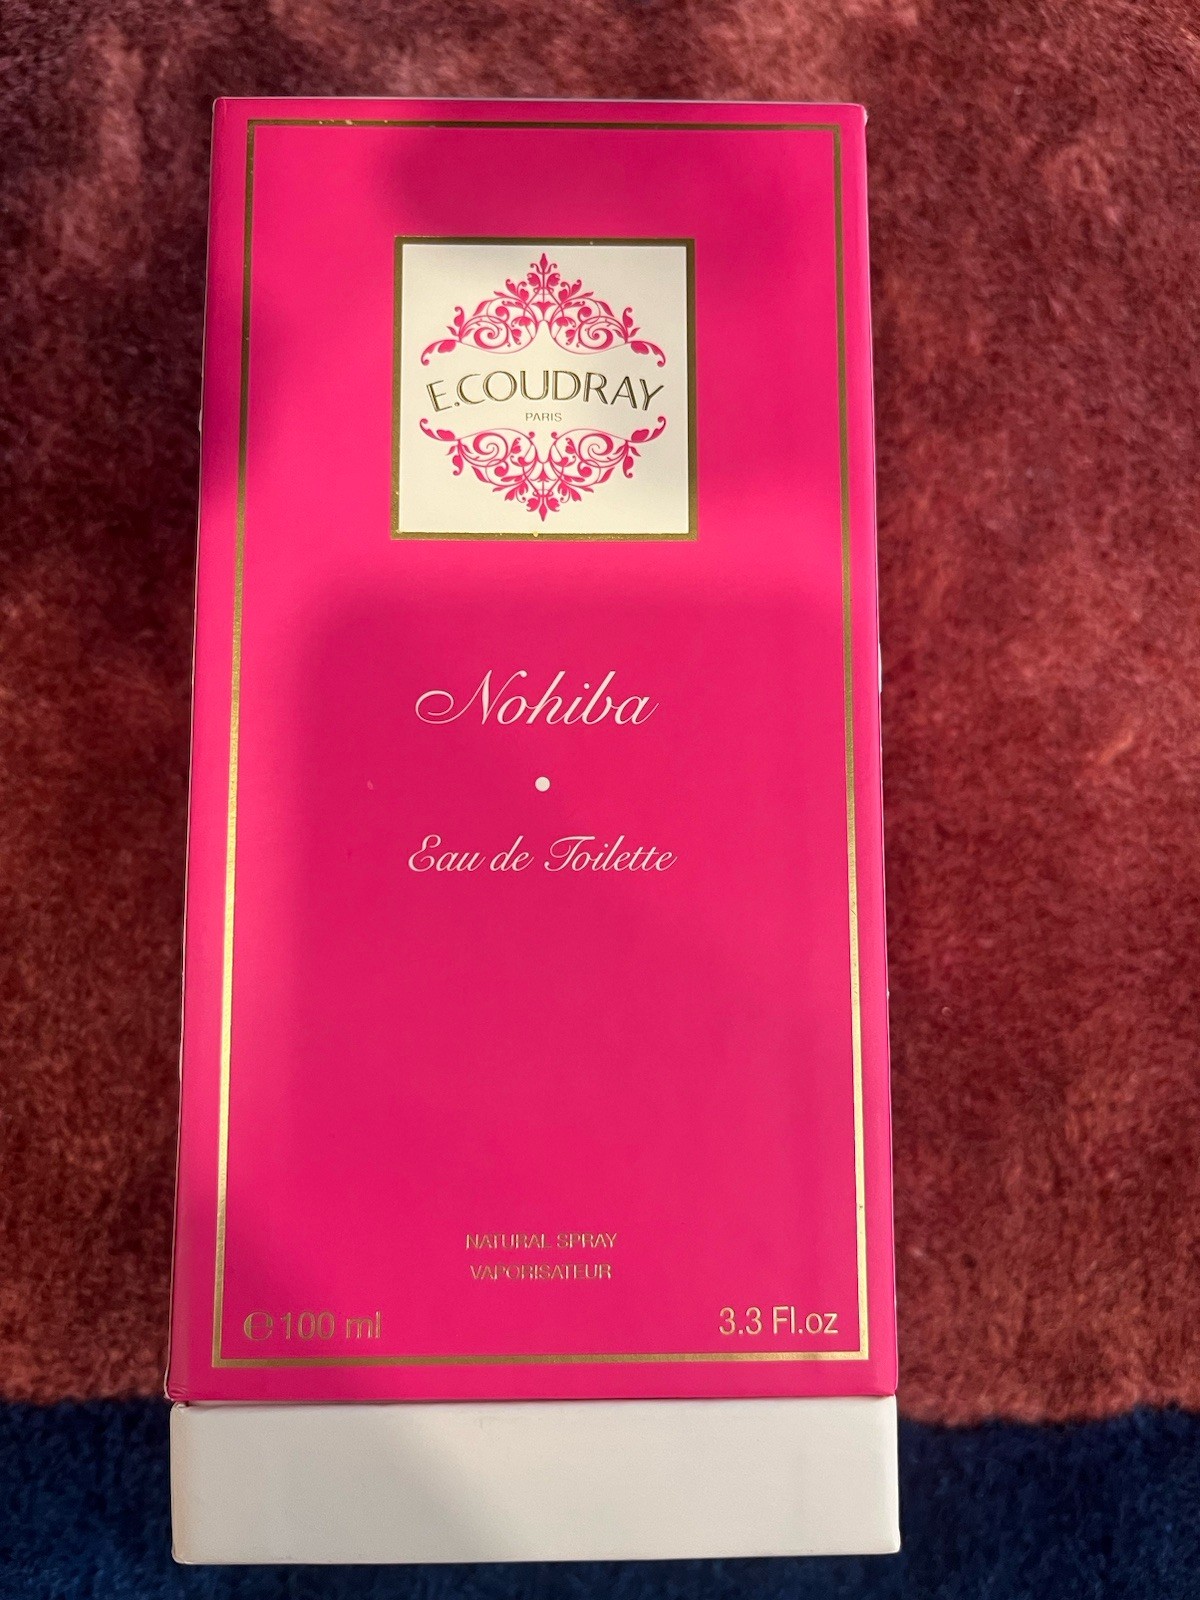 E.COUDRAY
PARIS
Nohiba
Eau de Toilette
NATURAL SPRAY
VAPORISATEUR
℮ 100 ml
3.3 Fl.oz